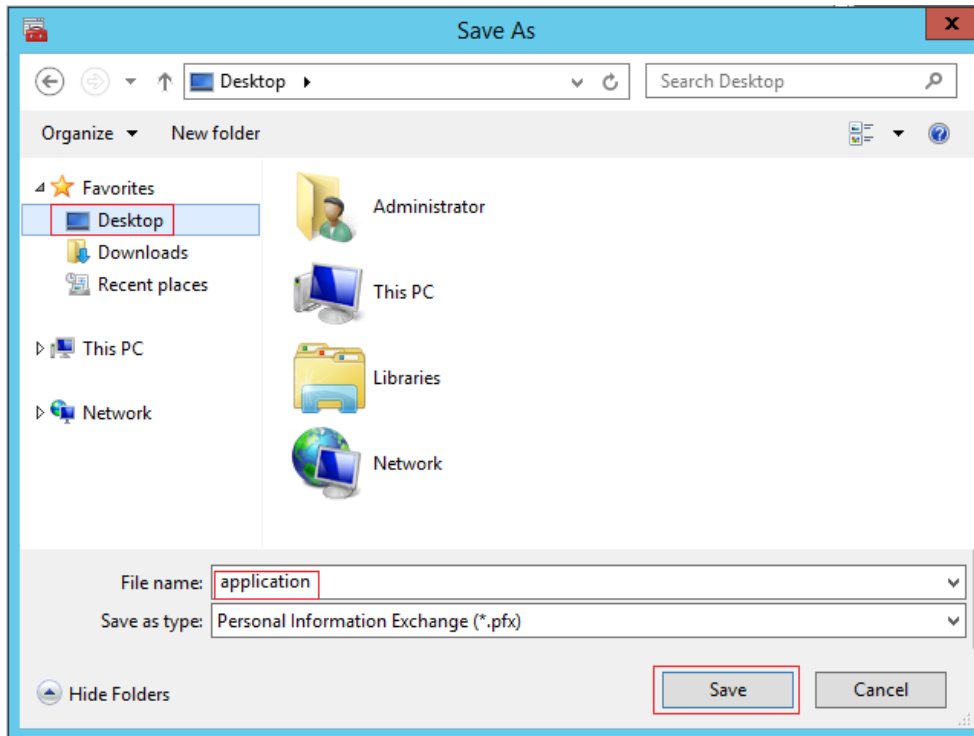 Save As
x
Desktop
Search Desktop
Organize
New folder
Favorites
Desktop
Downloads
Recent places
This PC
Network
Administrator
This PC
Libraries
Network
File name: application
Save as type: Personal Information Exchange (*.pfx)
Hide Folders
Save
Cancel